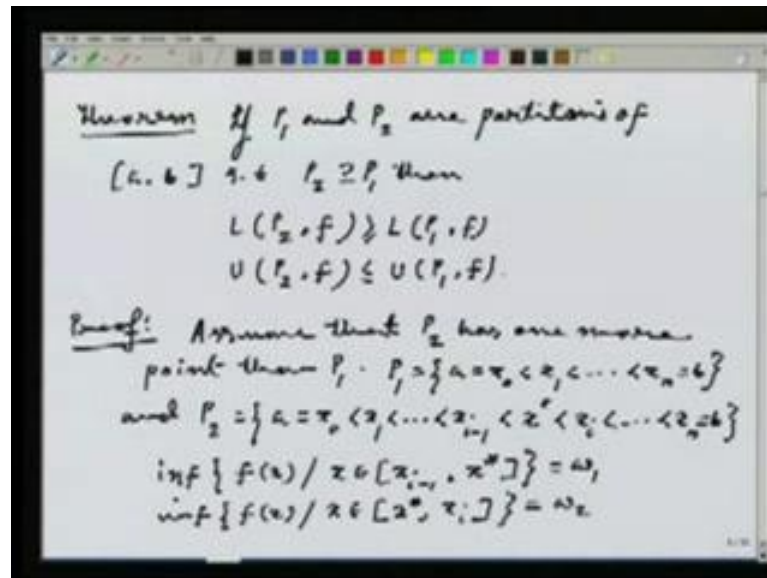 Theorem If P₁ and P₂ are partitions of
[a, b] s.t P₂ ⊇ P₁ then
L(P₂, f) ≥ L(P₁, f)
U(P₂, f) ≤ U(P₁, f).
Proof: Assume that P₂ has one more
point than P₁. P₁ = {a = x₀ < x₁ < ... < xₙ = b}
and P₂ = {a = x₀ < x₁ < ... < xᵢ₋₁ < x* < xᵢ < ... < xₙ = b}
inf { f(x) / x ∈ [xᵢ₋₁, x*] } = ω₁
inf { f(x) / x ∈ [x*, xᵢ] } = ω₂